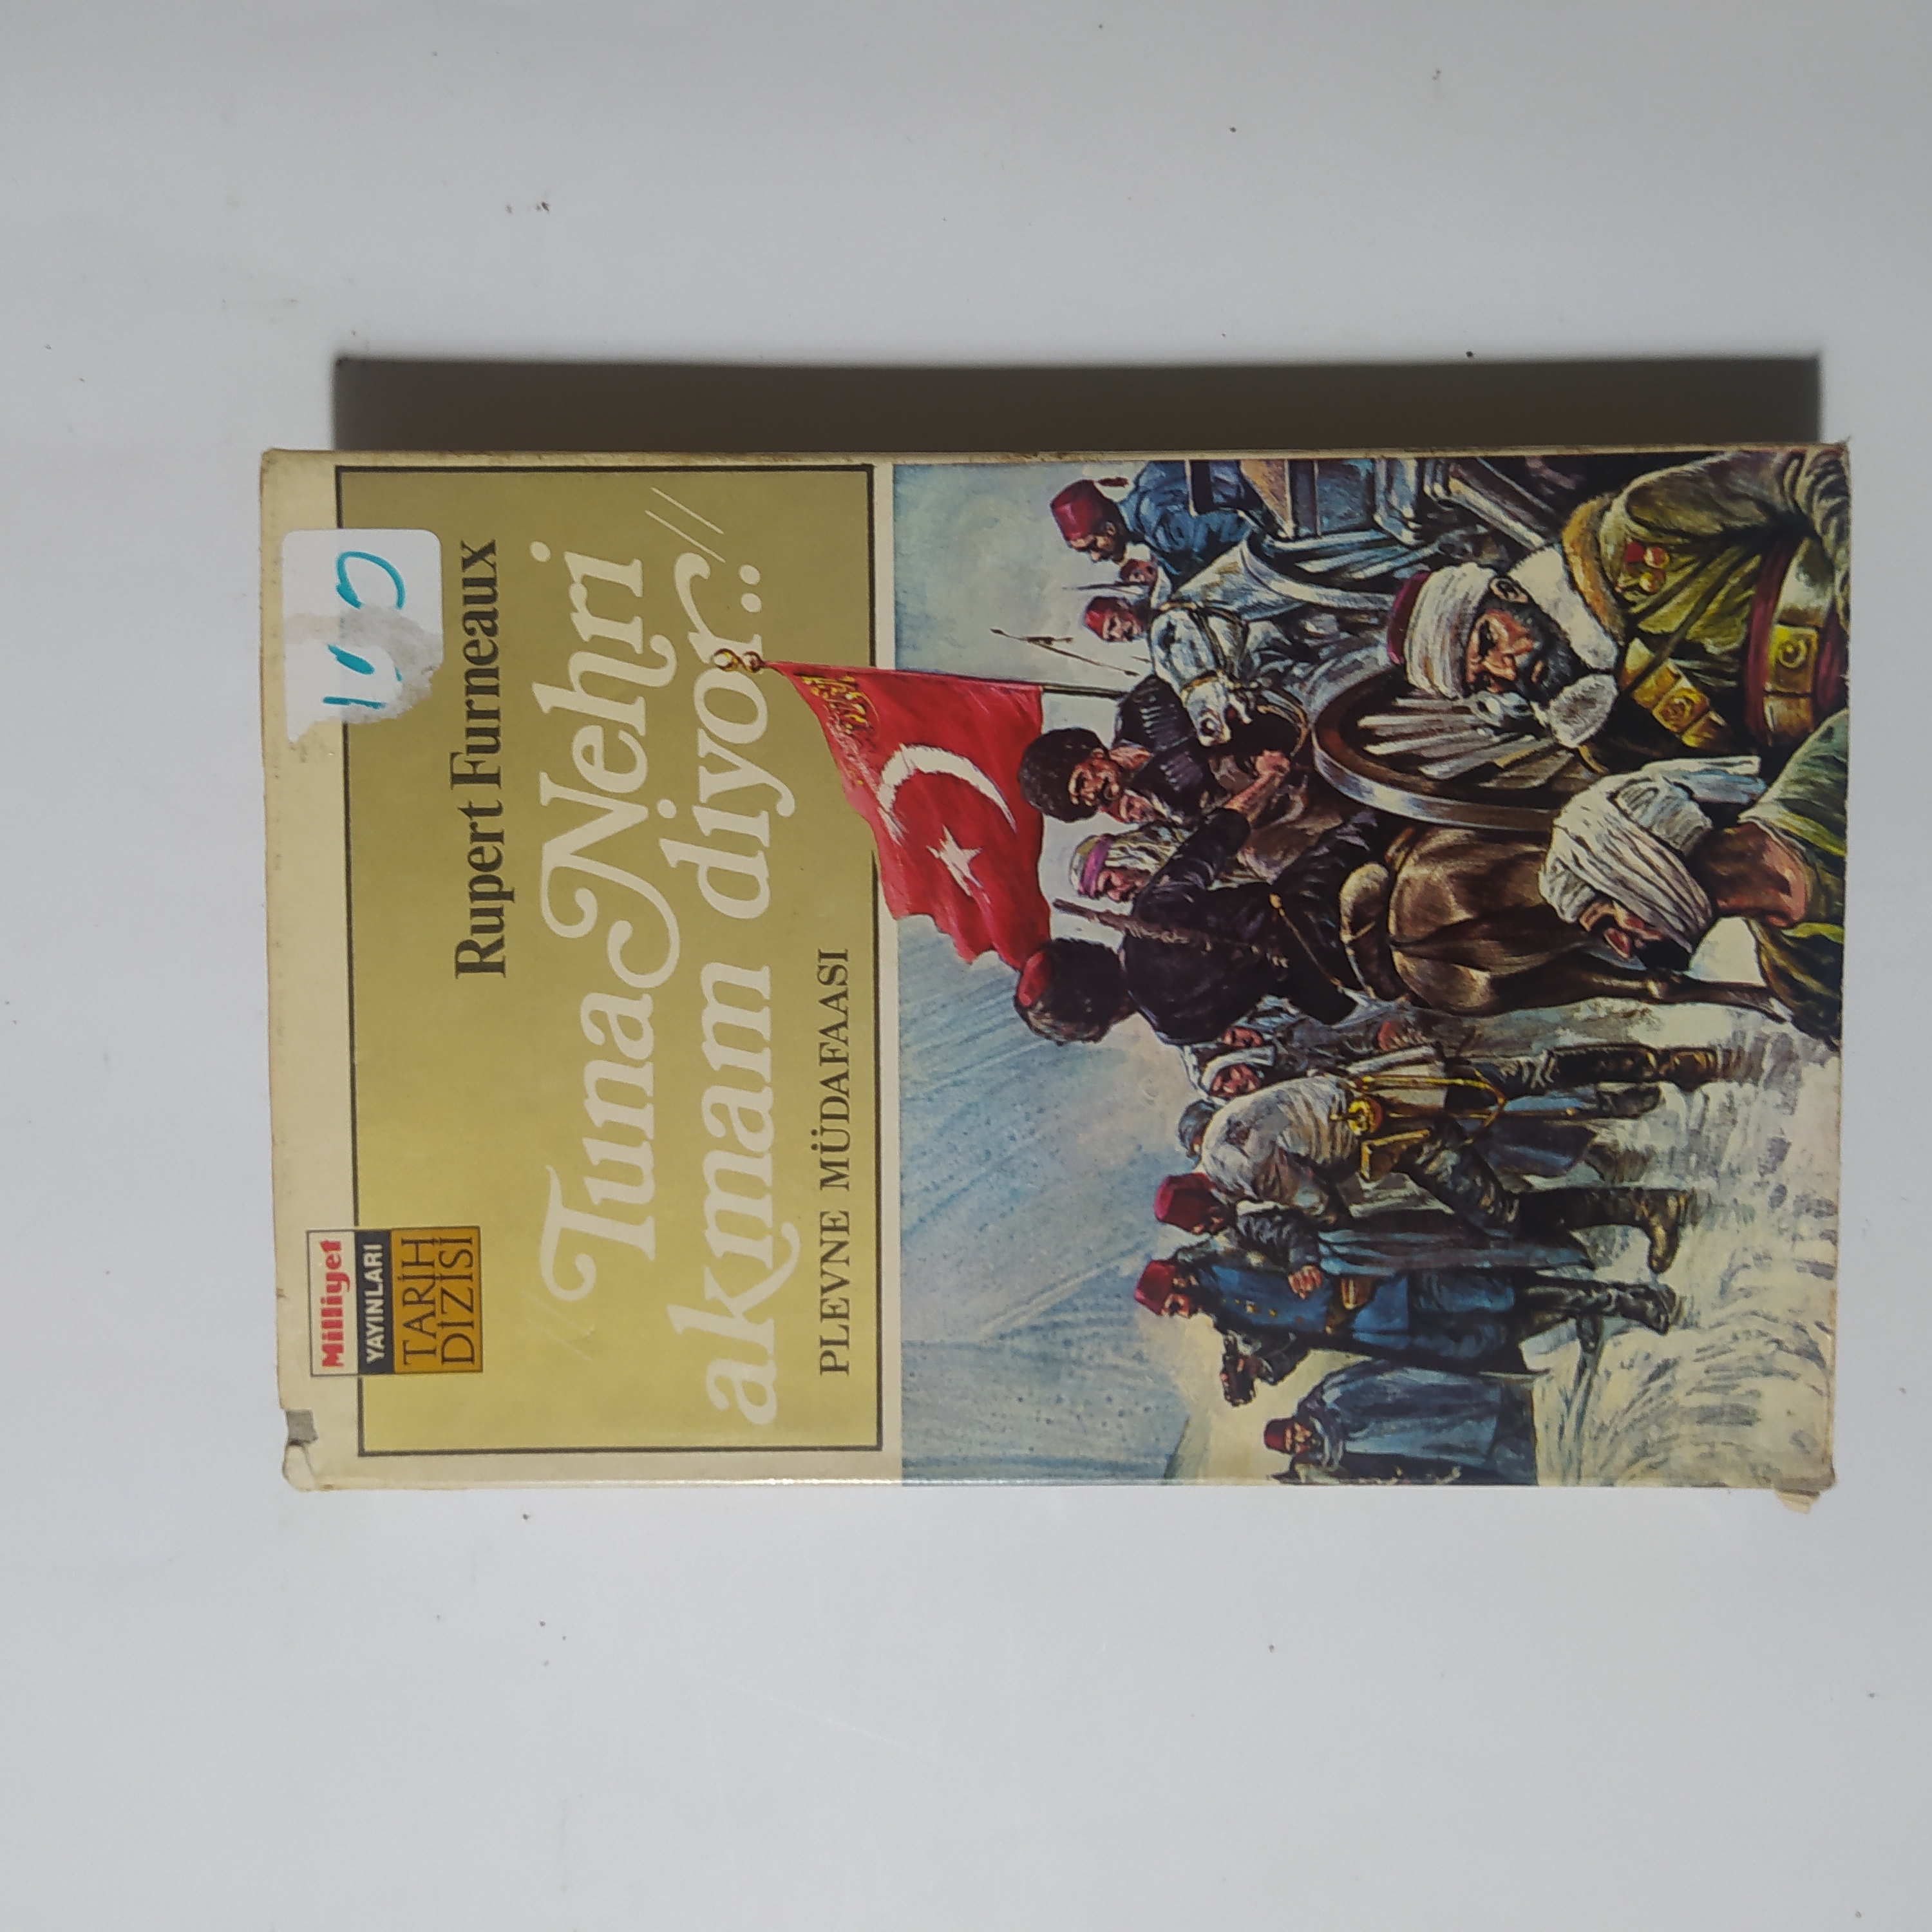 Milliyet
YAYINLARI
TARİH
DİZİSİ
Rupert Furneaux
"Tuna Nehri
akmam diyor.."
PLEVNE MÜDAFAASI